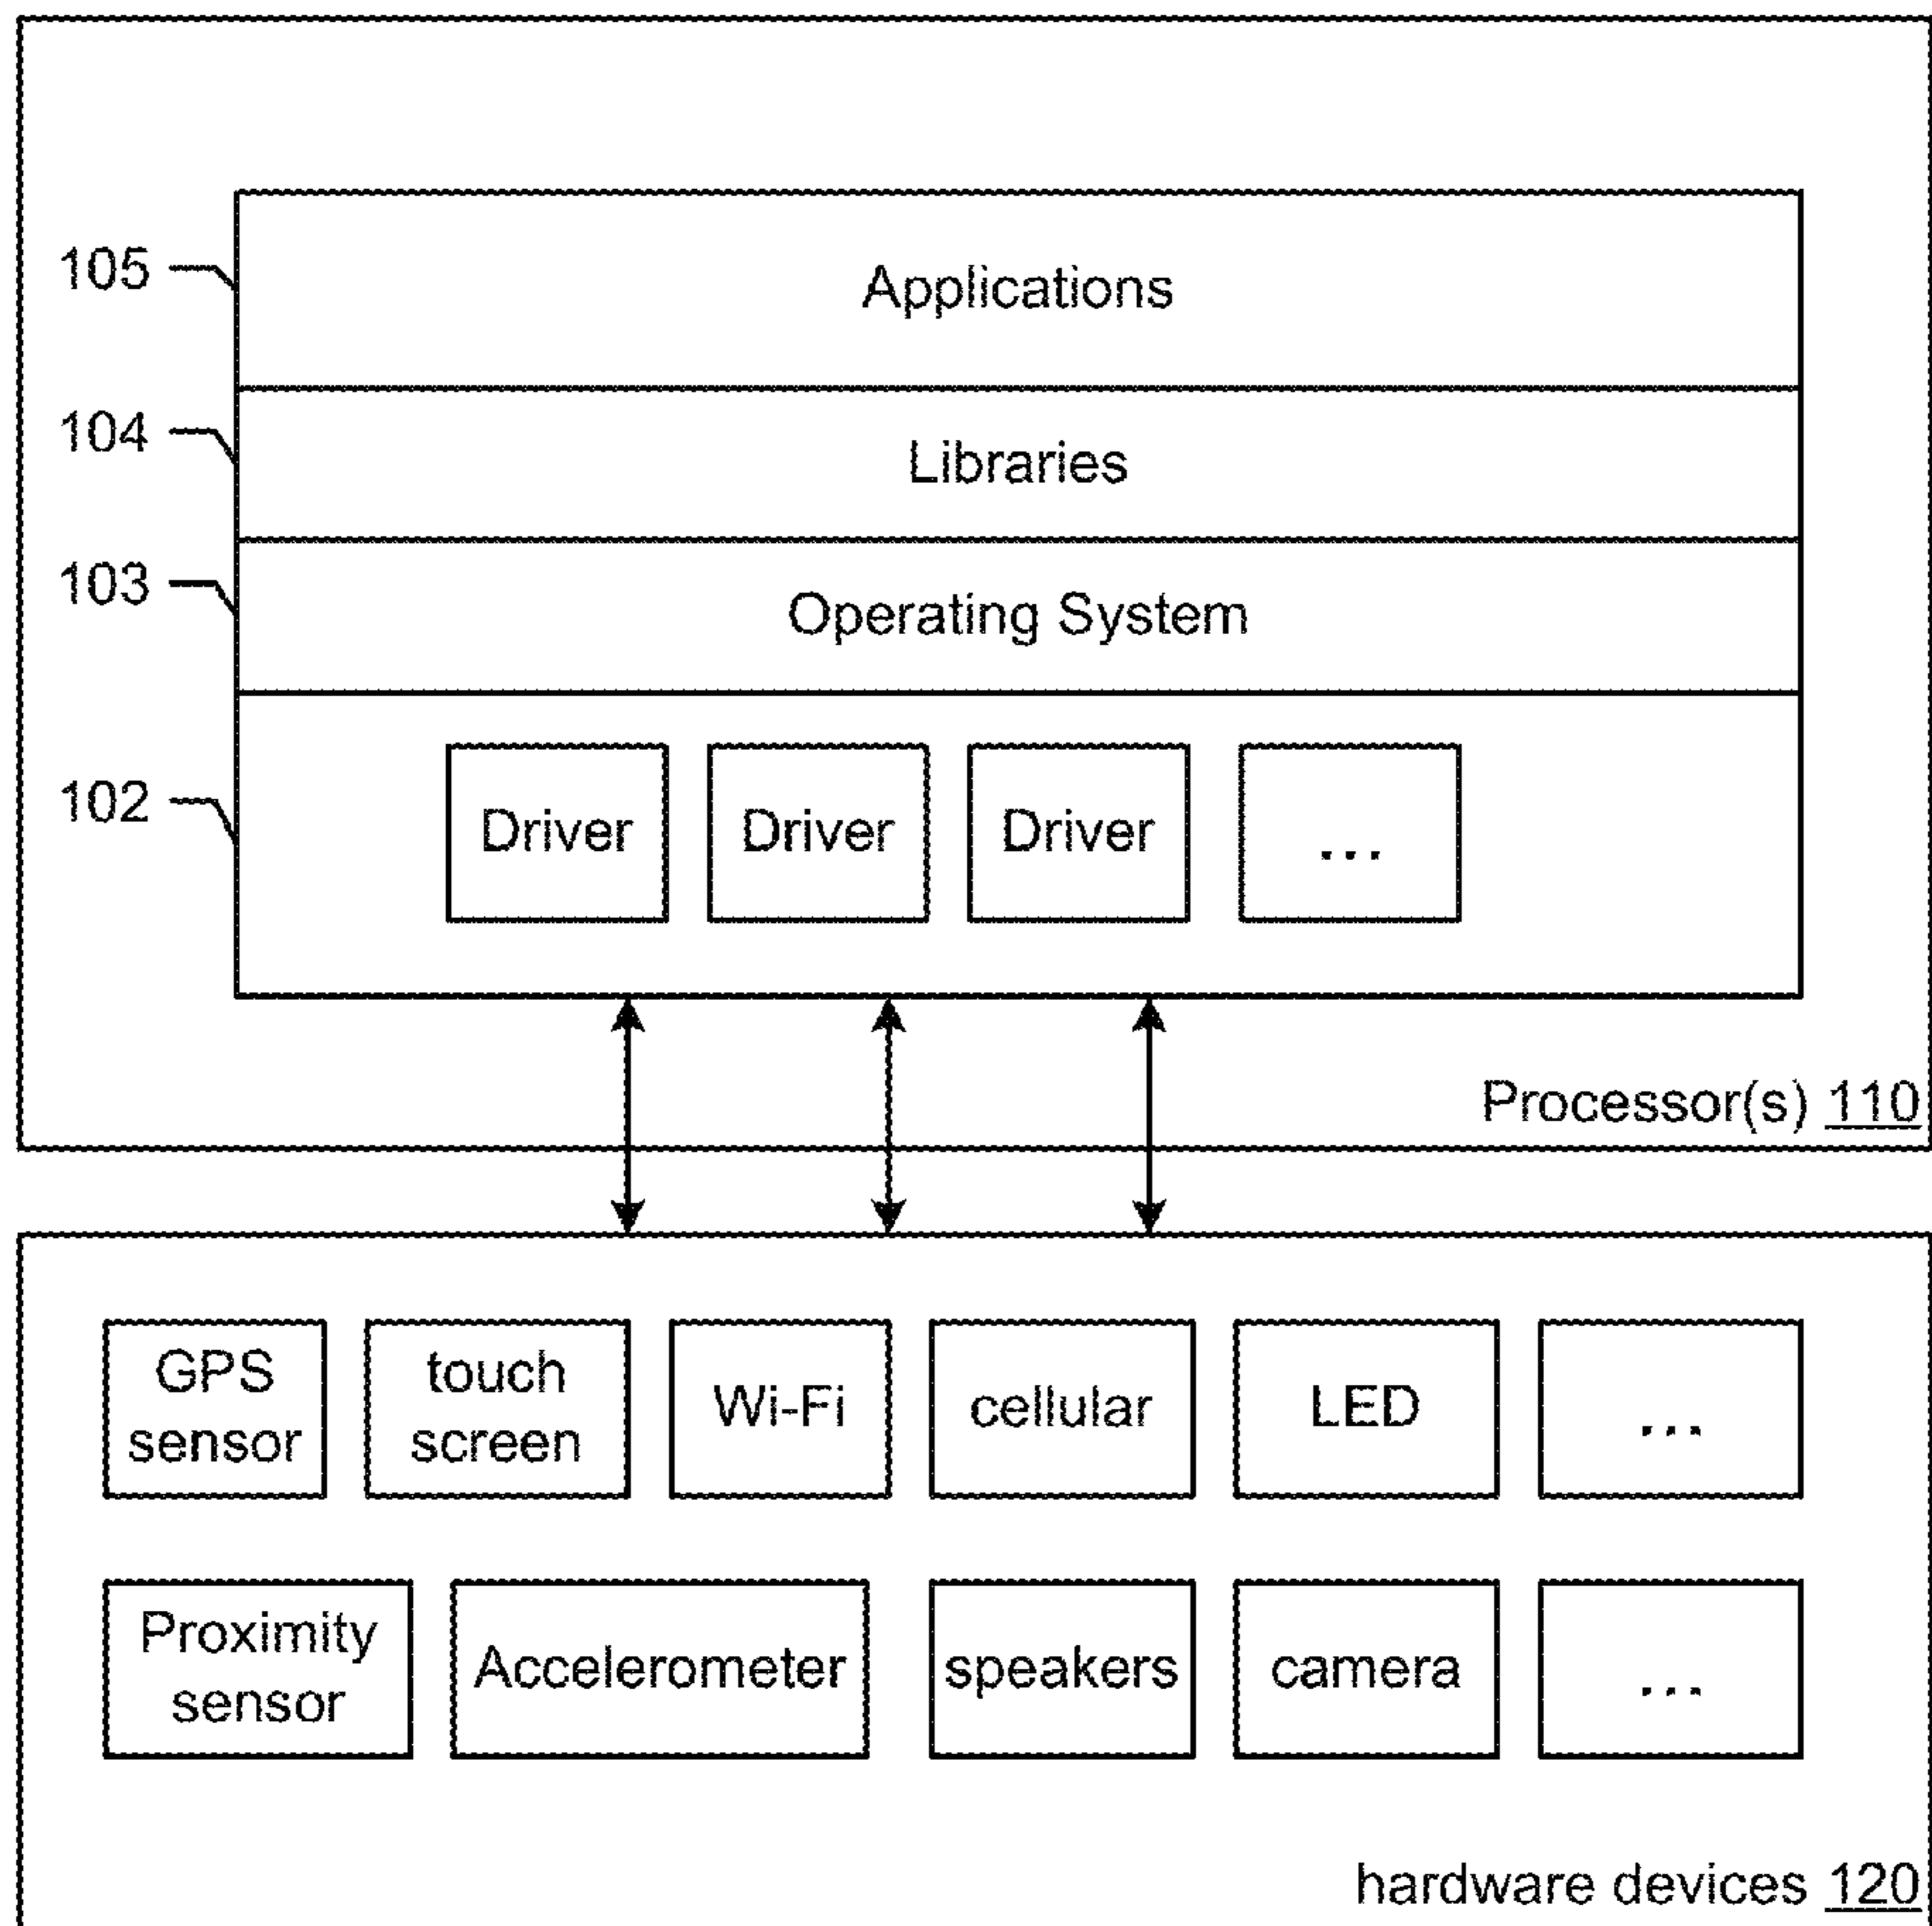 105
Applications
104
Libraries
103
Operating System
102
Driver
Driver
Driver
...
Processor(s) 110
GPS
sensor
touch
screen
Wi-Fi
cellular
LED
...
Proximity
sensor
Accelerometer
speakers
camera
...
hardware devices 120